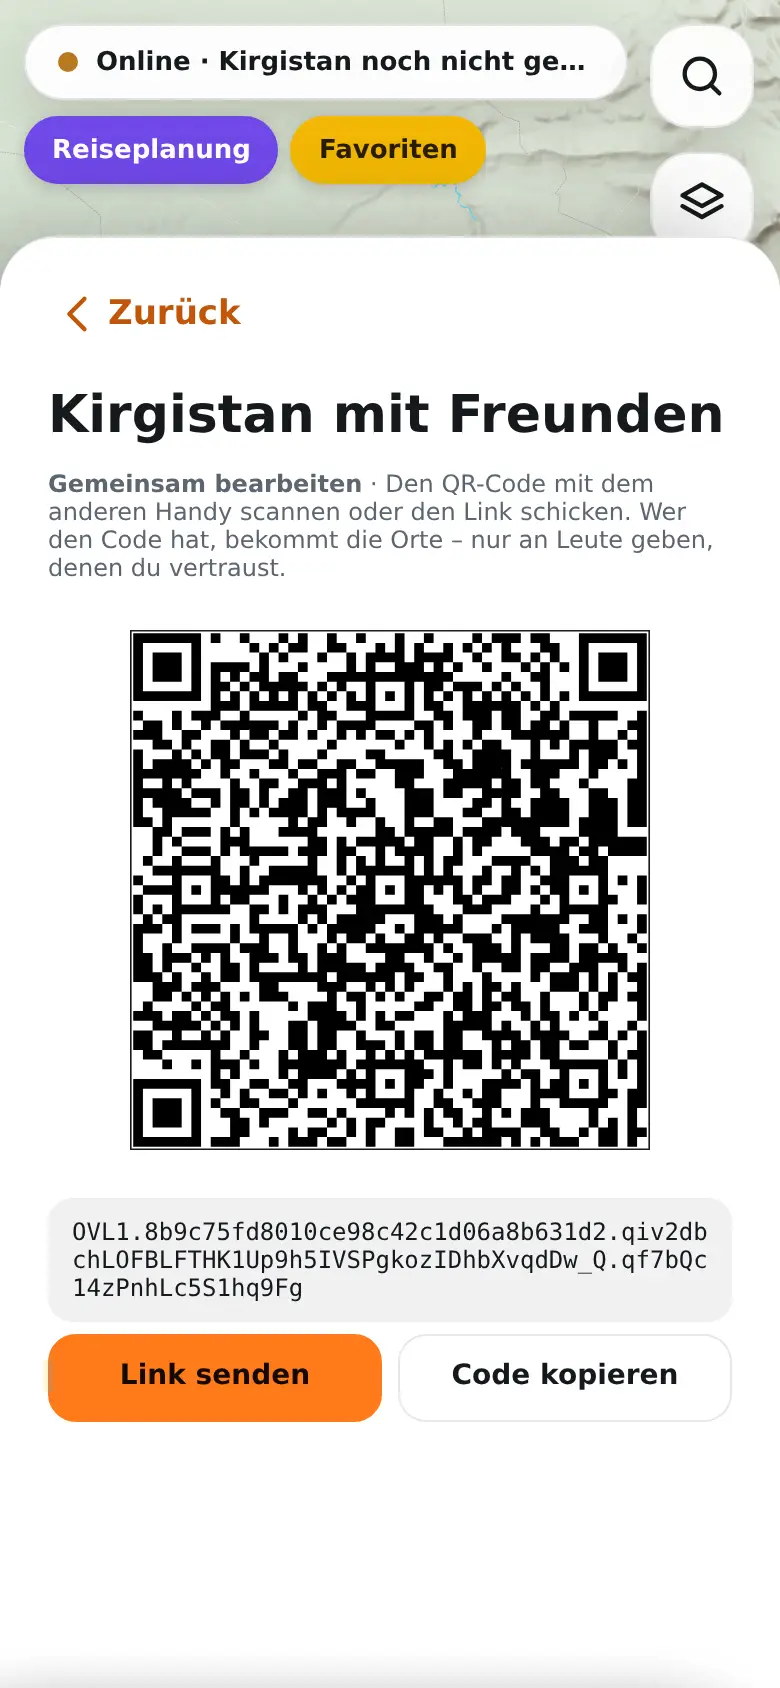 Online · Kirgistan noch nicht ge…
Reiseplanung
Favoriten
Zurück
Kirgistan mit Freunden
Gemeinsam bearbeiten · Den QR-Code mit dem
anderen Handy scannen oder den Link schicken. Wer
den Code hat, bekommt die Orte – nur an Leute geben,
denen du vertraust.
OVL1.8b9c75fd8010ce98c42c1d06a8b631d2.qiv2db
chLOFBLFTHK1Up9h5IVSPgkozIDhbXvqdDw_Q.qf7bQc
14zPnhLc5S1hq9Fg
Link senden
Code kopieren